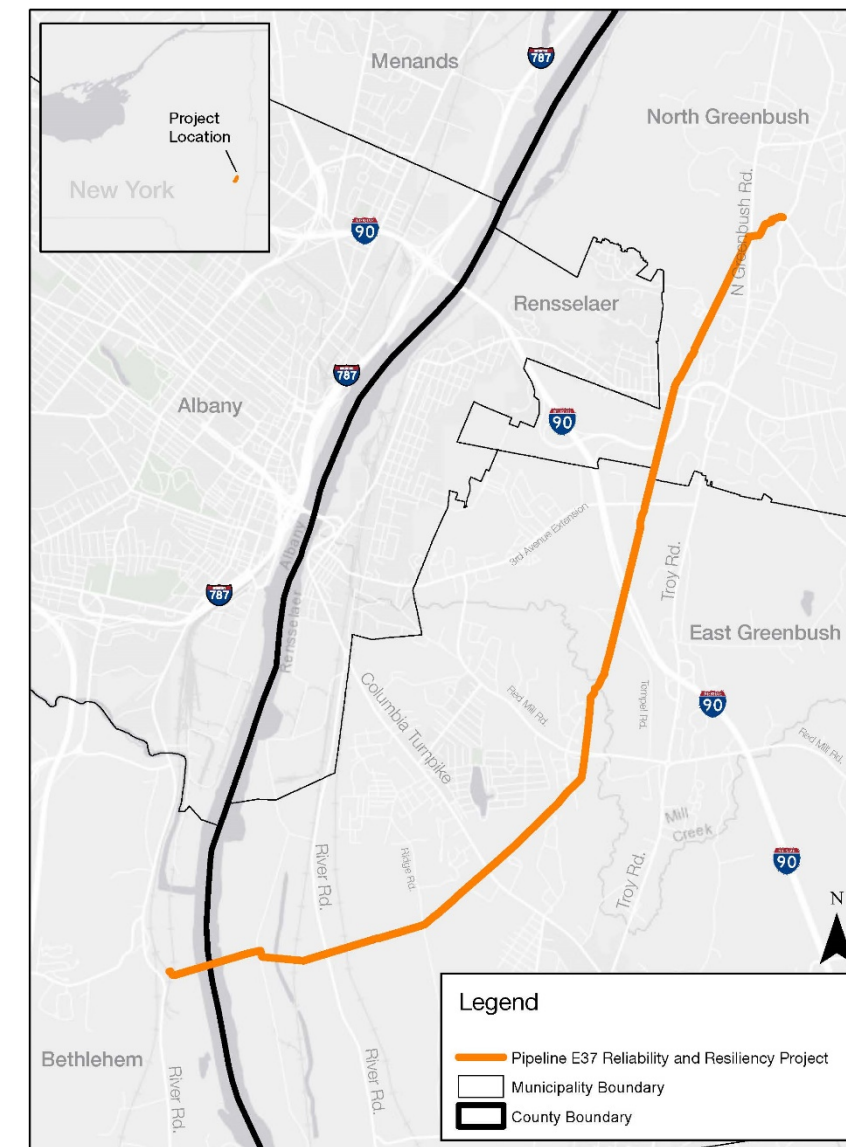 Project
Location
New York
Menands
787
North Greenbush
N Greenbush Rd.
90
Rensselaer
787
Albany
90
3rd Avenue Extension
Albany
Rensselaer
787
Troy Rd.
East Greenbush
Columbia Turnpike
Red Mill Rd.
Tempel Rd.
90
Red Mill Rd.
Mill
Creek
River Rd.
Ridge Rd.
Troy Rd.
90
N
Bethlehem
River Rd.
River Rd.
Legend
Pipeline E37 Reliability and Resiliency Project
Municipality Boundary
County Boundary